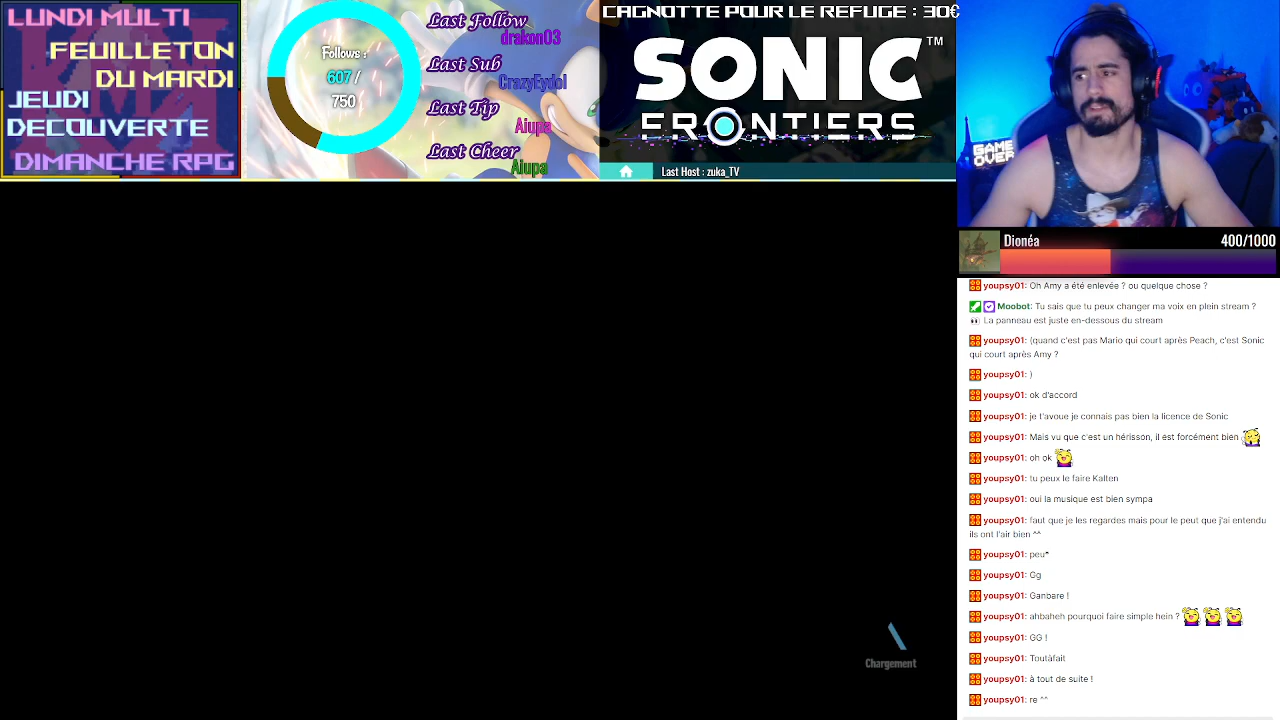 LUNDI MULTI
FEUILLETON
DU MARDI
JEUDI
DECOUVERTE
DIMANCHE RPG
Follows :
607 /
750
Last Follow
drakon03
Last Sub
CrazyEydol
Last Tip
Aiupa
Last Cheer
Aiupa
CAGNOTTE POUR LE REFUGE : 30€
SONIC™
FRONTIERS
Last Host : zuka_TV
GAME
OVER
Dionéa 400/1000
youpsy01: Oh Amy a été enlevée ? ou quelque chose ?
Moobot: Tu sais que tu peux changer ma voix en plein stream ?
La panneau est juste en-dessous du stream
youpsy01: (quand c'est pas Mario qui court après Peach, c'est Sonic
qui court après Amy ?
youpsy01: )
youpsy01: ok d'accord
youpsy01: je t'avoue je connais pas bien la licence de Sonic
youpsy01: Mais vu que c'est un hérisson, il est forcément bien
youpsy01: oh ok
youpsy01: tu peux le faire Kalten
youpsy01: oui la musique est bien sympa
youpsy01: faut que je les regardes mais pour le peut que j'ai entendu
ils ont l'air bien ^^
youpsy01: peu*
youpsy01: Gg
youpsy01: Ganbare !
youpsy01: ahbaheh pourquoi faire simple hein ?
youpsy01: GG !
youpsy01: Toutàfait
youpsy01: à tout de suite !
youpsy01: re ^^
Chargement